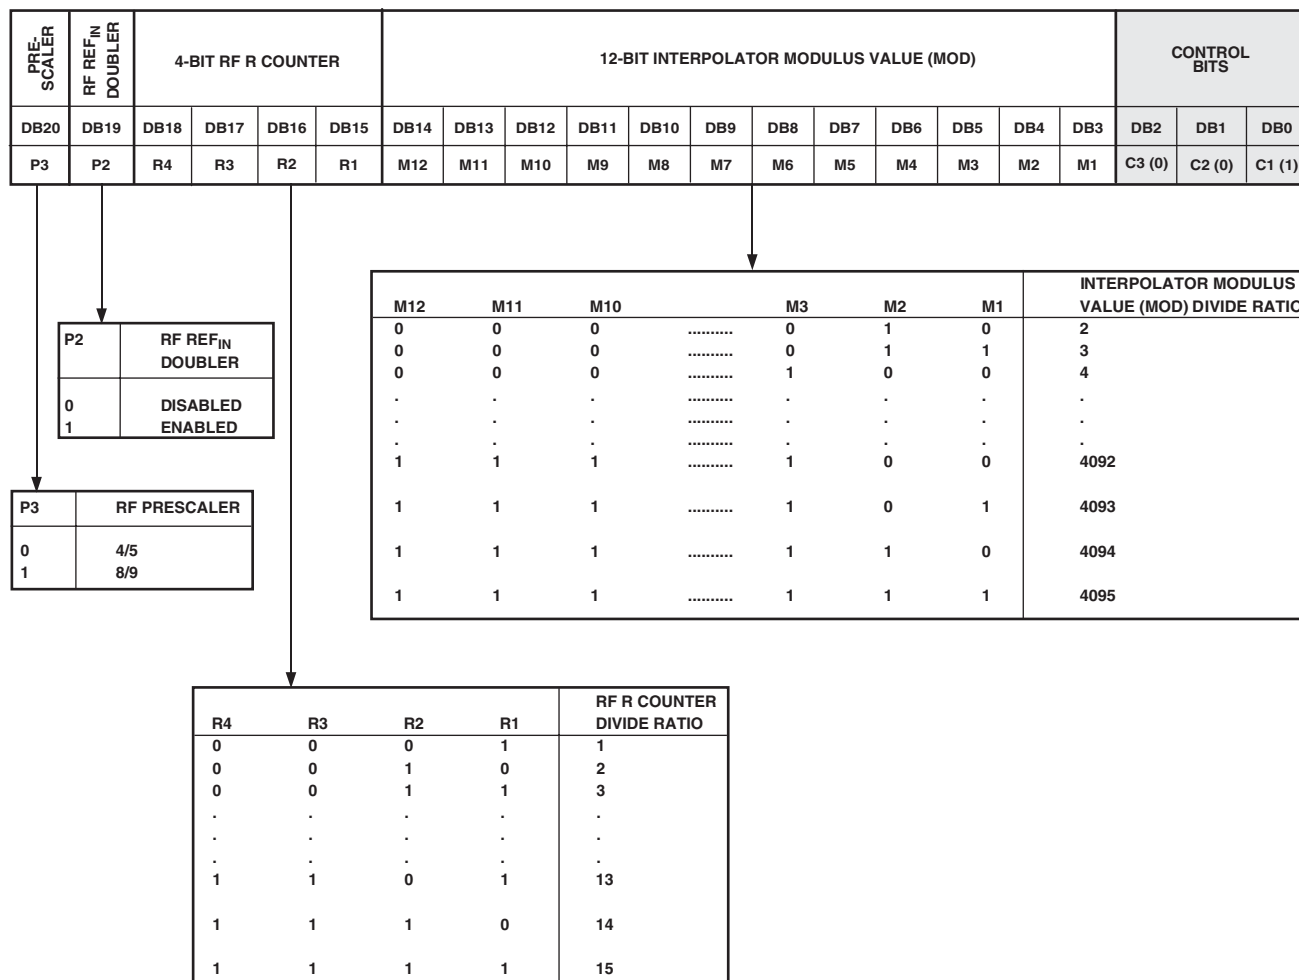 PRE-SCALER
RF REFIN DOUBLER
4-BIT RF R COUNTER
12-BIT INTERPOLATOR MODULUS VALUE (MOD)
CONTROL
BITS
DB20 DB19 DB18 DB17 DB16 DB15 DB14 DB13 DB12 DB11 DB10 DB9 DB8 DB7 DB6 DB5 DB4 DB3 DB2 DB1 DB0
P3 P2 R4 R3 R2 R1 M12 M11 M10 M9 M8 M7 M6 M5 M4 M3 M2 M1 C3 (0) C2 (0) C1 (1)
INTERPOLATOR MODULUS
M12 M11 M10 M3 M2 M1 VALUE (MOD) DIVIDE RATIO
0 0 0 .......... 0 1 0 2
0 0 0 .......... 0 1 1 3
0 0 0 .......... 1 0 0 4
. . . .......... . . . .
. . . .......... . . . .
. . . .......... . . . .
1 1 1 .......... 1 0 0 4092
1 1 1 .......... 1 0 1 4093
1 1 1 .......... 1 1 0 4094
1 1 1 .......... 1 1 1 4095
P2 RF REFIN
DOUBLER
0 DISABLED
1 ENABLED
P3 RF PRESCALER
0 4/5
1 8/9
RF R COUNTER
R4 R3 R2 R1 DIVIDE RATIO
0 0 0 1 1
0 0 1 0 2
0 0 1 1 3
. . . . .
. . . . .
. . . . .
1 1 0 1 13
1 1 1 0 14
1 1 1 1 15